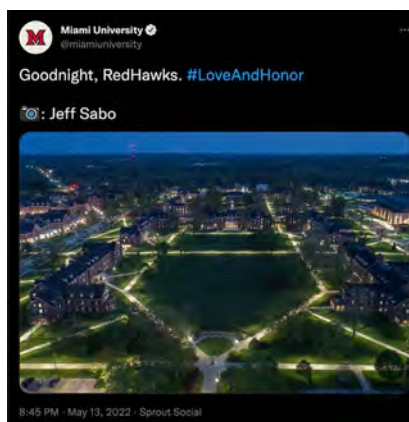 Miami University
@miamiuniversity
Goodnight, RedHawks. #LoveAndHonor
📷: Jeff Sabo
8:45 PM · May 13, 2022 · Sprout Social